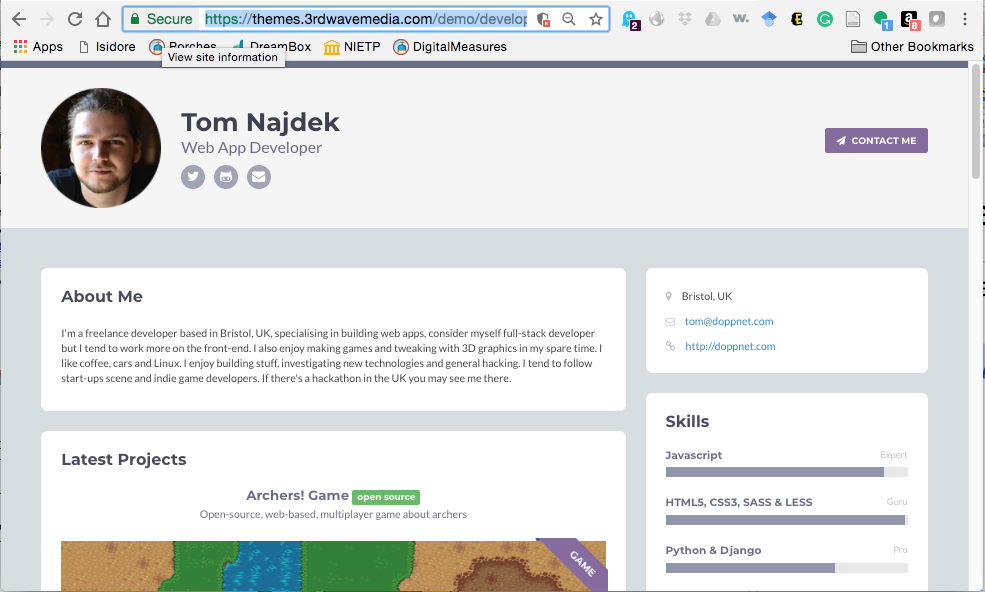 Secure
https://themes.3rdwavemedia.com/demo/develop
2
w.
1
a
8
Apps
Isidore
Porches
DreamBox
NIETP
DigitalMeasures
Other Bookmarks
View site information
Tom Najdek
Web App Developer
CONTACT ME
About Me
I'm a freelance developer based in Bristol, UK, specialising in building web apps, consider myself full-stack developer
but I tend to work more on the front-end. I also enjoy making games and tweaking with 3D graphics in my spare time. I
like coffee, cars and Linux. I enjoy building stuff, investigating new technologies and general hacking. I tend to follow
start-ups scene and indie game developers. If there's a hackathon in the UK you may see me there.
Bristol, UK
tom@doppnet.com
http://doppnet.com
Latest Projects
Archers! Game open source
Open-source, web-based, multiplayer game about archers
GAME
Skills
Javascript Expert
HTML5, CSS3, SASS & LESS Guru
Python & Django Pro